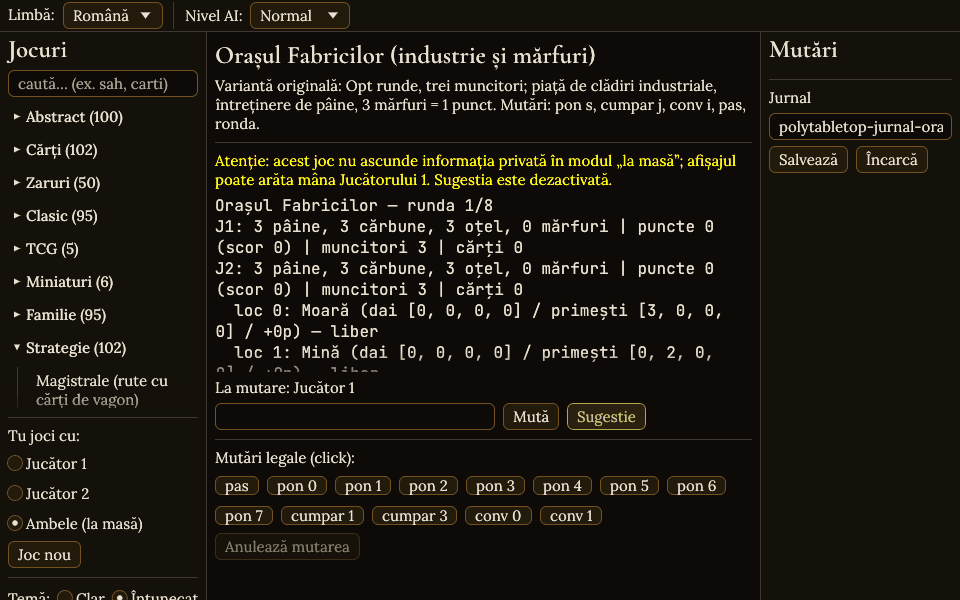 Limbă: Română ▼ Nivel AI: Normal ▼
Jocuri
caută... (ex. sah, carti)
▸ Abstract (100)
▸ Cărți (102)
▸ Zaruri (50)
▸ Clasic (95)
▸ TCG (5)
▸ Miniaturi (6)
▸ Familie (95)
▾ Strategie (102)
Magistrale (rute cu
cărți de vagon)
Tu joci cu:
Jucător 1
Jucător 2
Ambele (la masă)
Joc nou
Temă: Clar Întunecat
Orașul Fabricilor (industrie și mărfuri)
Variantă originală: Opt runde, trei muncitori; piață de clădiri industriale,
întreținere de pâine, 3 mărfuri = 1 punct. Mutări: pon s, cumpar j, conv i, pas,
ronda.
Atenție: acest joc nu ascunde informația privată în modul „la masă”; afișajul
poate arăta mâna Jucătorului 1. Sugestia este dezactivată.
Orașul Fabricilor — runda 1/8
J1: 3 pâine, 3 cărbune, 3 oțel, 0 mărfuri | puncte 0
(scor 0) | muncitori 3 | cărți 0
J2: 3 pâine, 3 cărbune, 3 oțel, 0 mărfuri | puncte 0
(scor 0) | muncitori 3 | cărți 0
loc 0: Moară (dai [0, 0, 0, 0] / primești [3, 0, 0,
0] / +0p) — liber
loc 1: Mină (dai [0, 0, 0, 0] / primești [0, 2, 0,
0] / +0p) — liber
La mutare: Jucător 1
Mută Sugestie
Mutări legale (click):
pas pon 0 pon 1 pon 2 pon 3 pon 4 pon 5 pon 6
pon 7 cumpar 1 cumpar 3 conv 0 conv 1
Anulează mutarea
Mutări
Jurnal
polytabletop-jurnal-ora
Salvează Încarcă